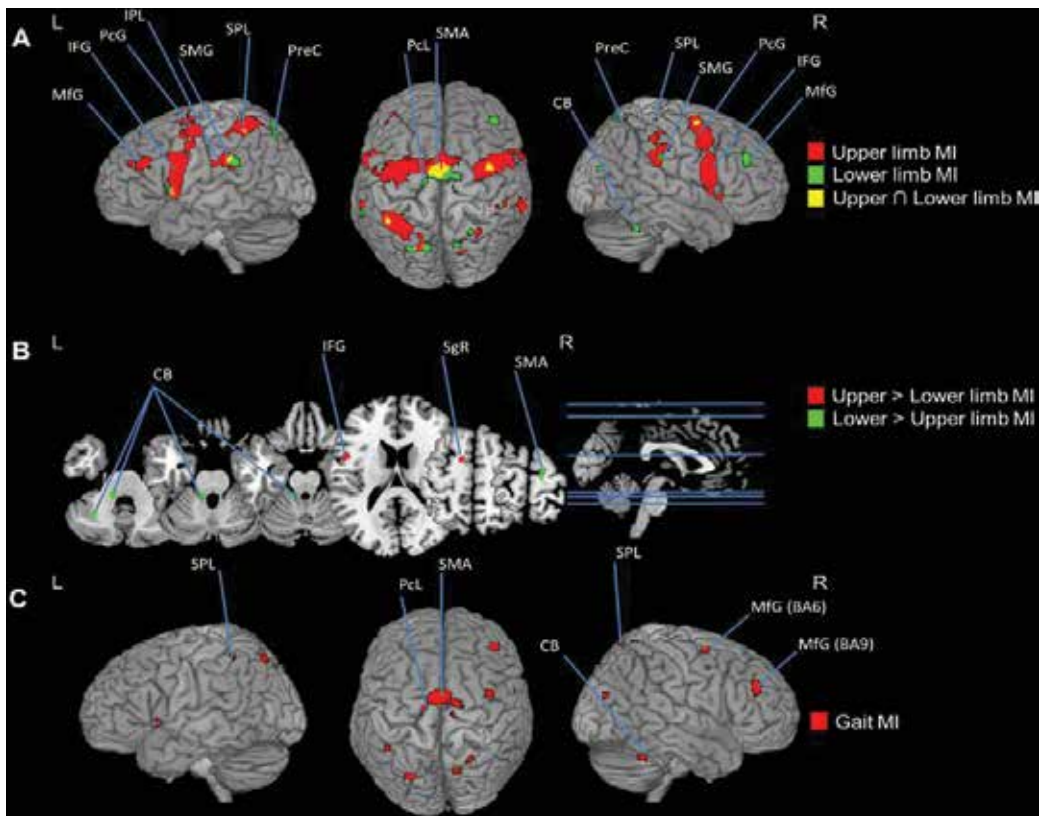 A
L
IPL
PcG
IFG
MfG
SMG
SPL
PreC
PcL
SMA
R
CB
PreC
SPL
SMG
PcG
IFG
MfG
Upper limb MI
Lower limb MI
Upper ∩ Lower limb MI
B
L
CB
IFG
SgR
SMA
R
Upper > Lower limb MI
Lower > Upper limb MI
C
L
SPL
PcL
SMA
SPL
CB
R
MfG (BA6)
MfG (BA9)
Gait MI